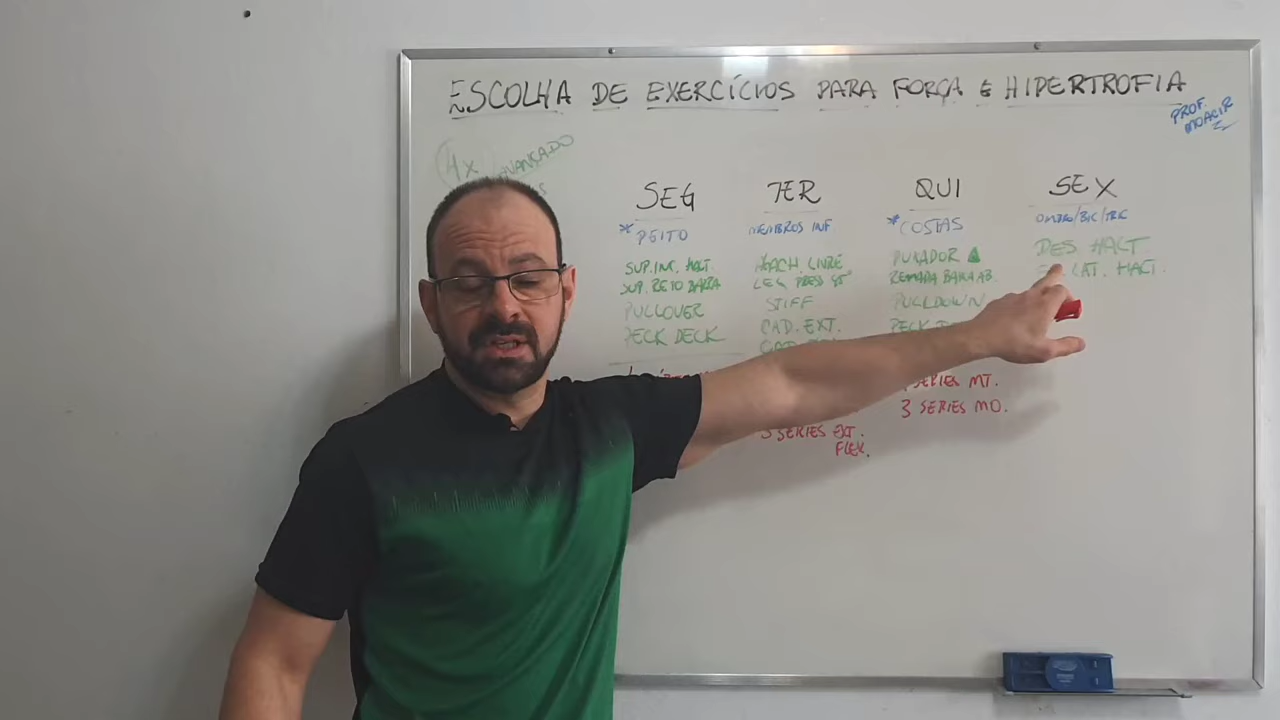 ESCOLHA DE EXERCÍCIOS PARA FORÇA E HIPERTROFIA
PROF. MOACIR
4X AVANÇADO
SEG
* PEITO
SUP. INC. HALT.
SUP. RETO BARRA
PULLOVER
PECK DECK
TER
MEMBROS INF
AGACH. LIVRE
LEG PRESS 45°
STIFF
CAD. EXT.
3 SERIES EXT.
FLEX.
QUI
* COSTAS
PUXADOR
REMADA BARRA AB.
PULLDOWN
PECK
SERIES MT.
3 SERIES MO.
SEX
OMBRO/BIC/TRIC
DES HALT
LAT. HALT.